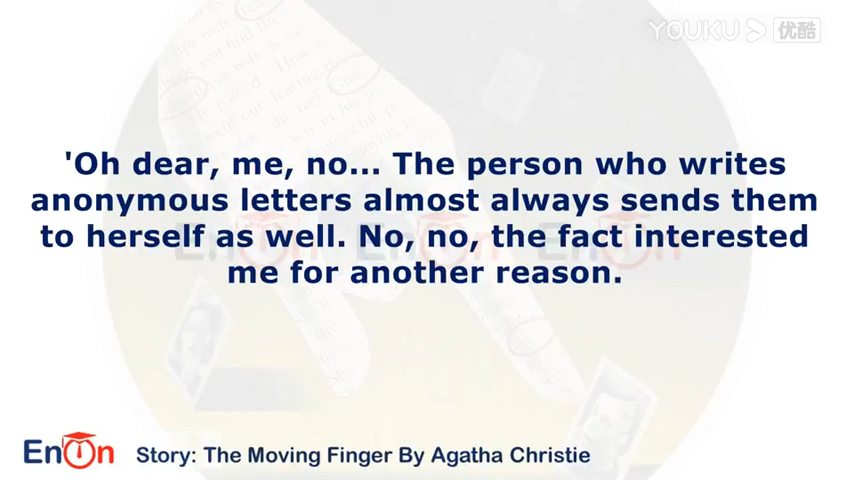 YOUKU 优酷
'Oh dear, me, no... The person who writes
anonymous letters almost always sends them
to herself as well. No, no, the fact interested
me for another reason.
EnOn
Story: The Moving Finger By Agatha Christie